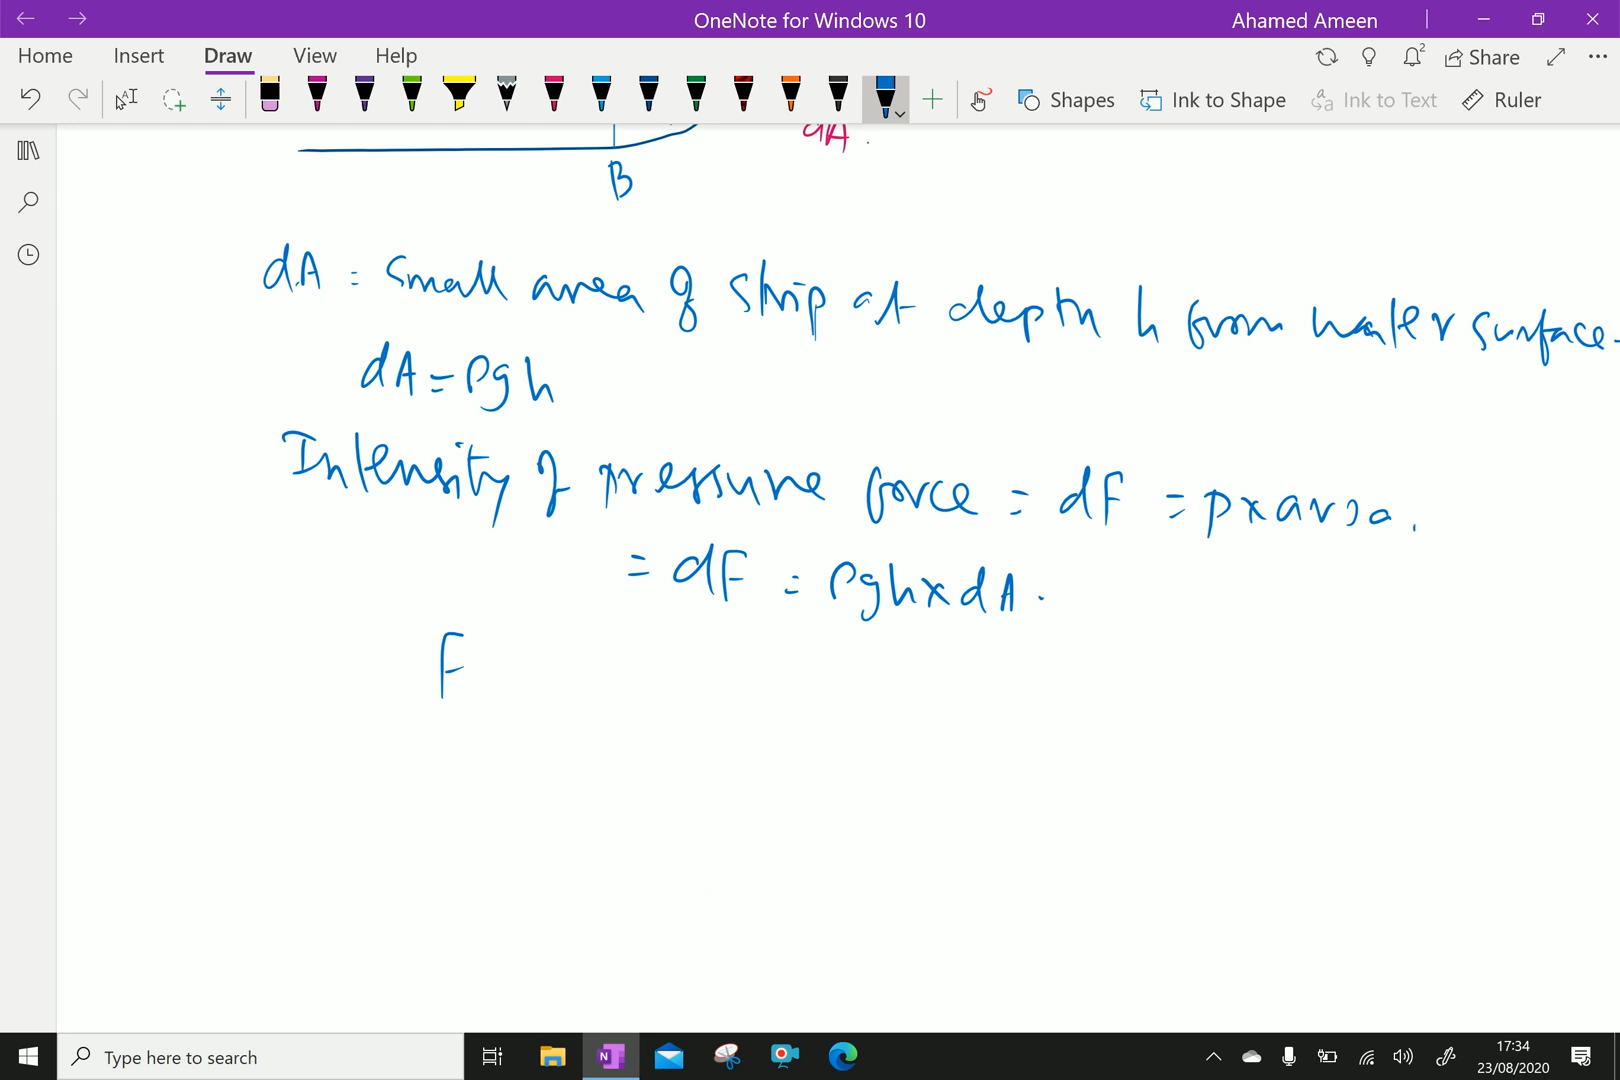 OneNote for Windows 10
Ahamed Ameen
Home Insert Draw View Help
2 Share
Shapes Ink to Shape Ink to Text Ruler
dA.
B
dA = Small area of strip at depth h from water surface.
dA = ρgh
Intensity of pressure force = dF = p x area.
= dF = ρgh x dA.
F
Type here to search
17:34
23/08/2020